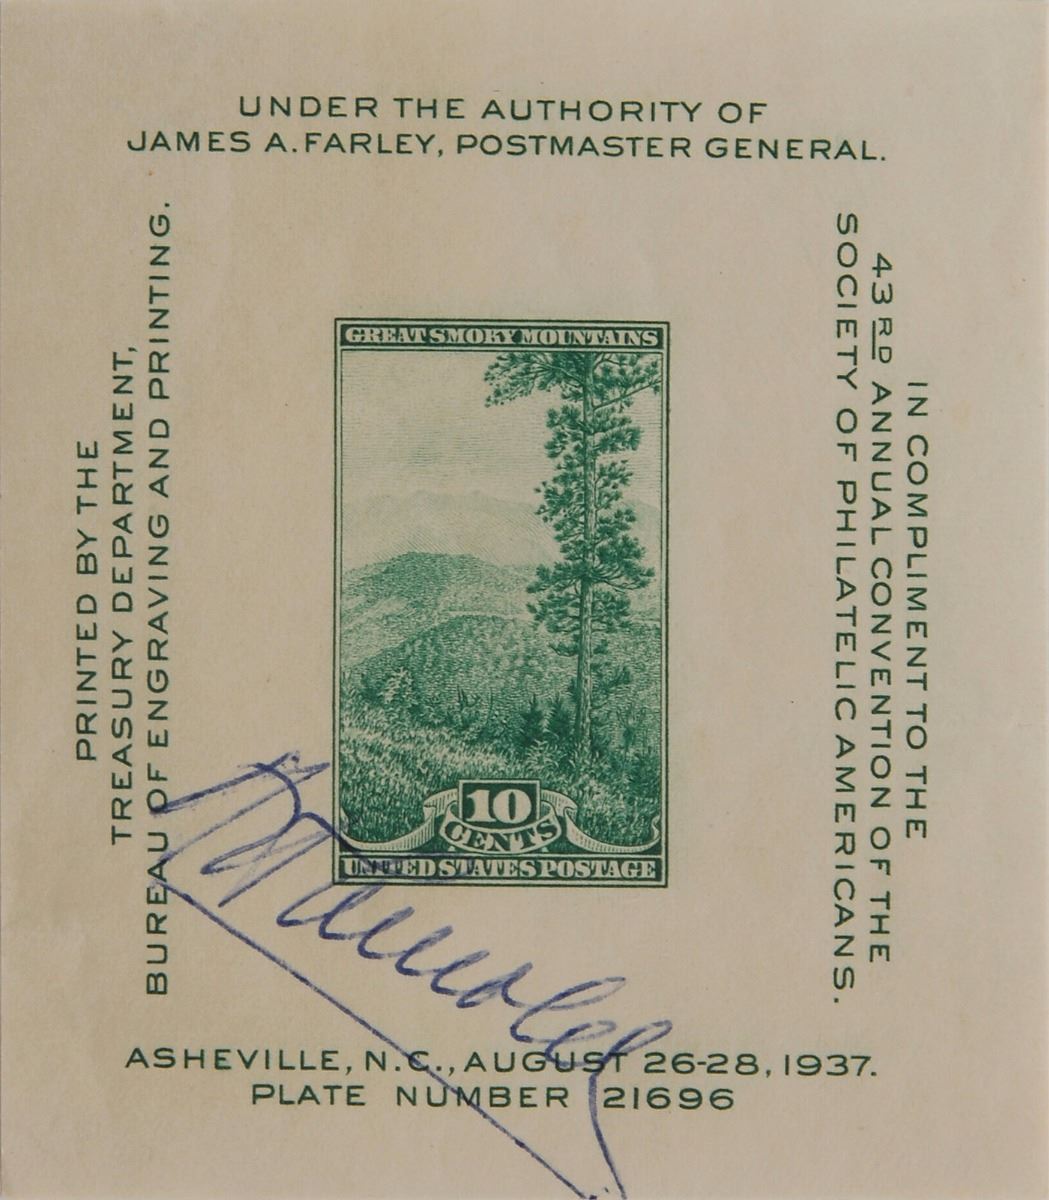 UNDER THE AUTHORITY OF
JAMES A. FARLEY, POSTMASTER GENERAL.
PRINTED BY THE
TREASURY DEPARTMENT,
BUREAU OF ENGRAVING AND PRINTING.
GREAT SMOKY MOUNTAINS
10
CENTS
UNITED STATES POSTAGE
IN COMPLIMENT TO THE
43RD ANNUAL CONVENTION OF THE
SOCIETY OF PHILATELIC AMERICANS.
ASHEVILLE, N.C., AUGUST 26-28, 1937.
PLATE NUMBER 21696